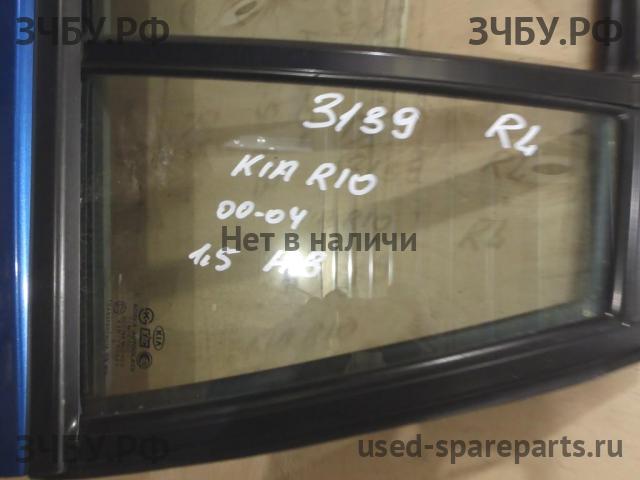 ЗЧБУ.РФ ЗЧБУ.РФ
3139 RL
KIA RIO
00-04
Нет в наличи
1.5
KIA
ЗЧБУ.РФ used-spareparts.ru